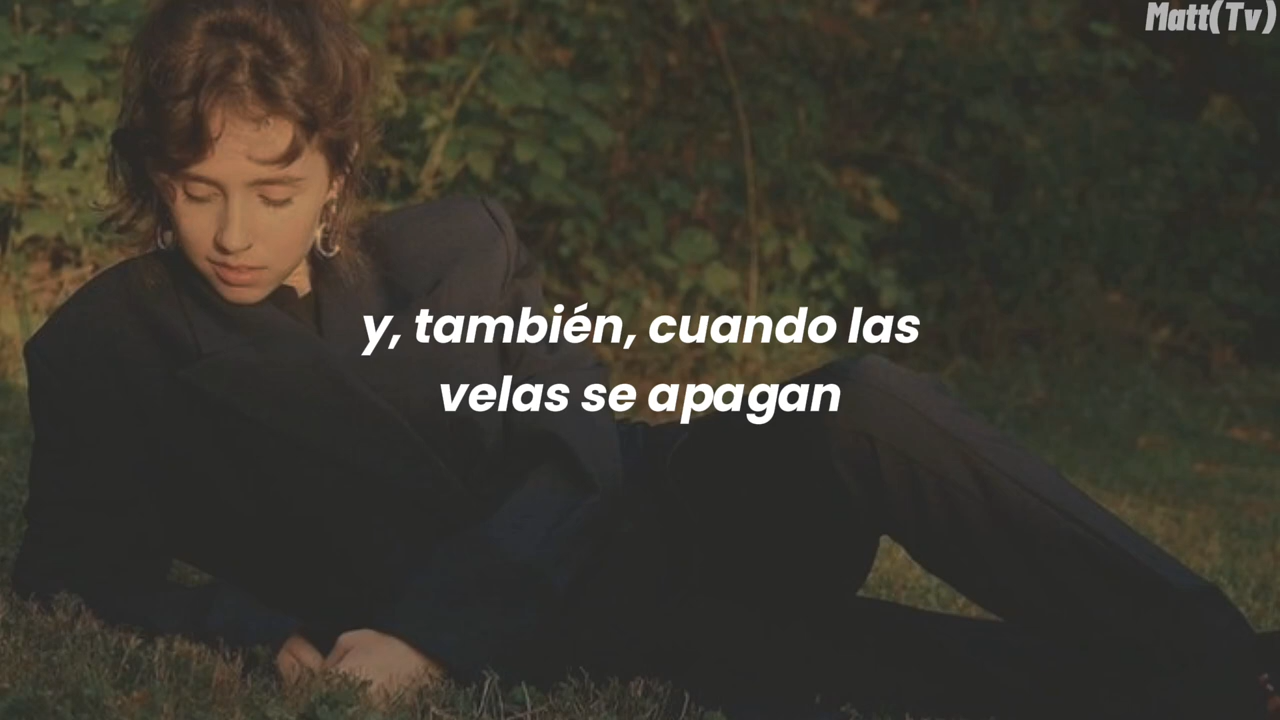 Matt(Tv)
y, también, cuando las
velas se apagan